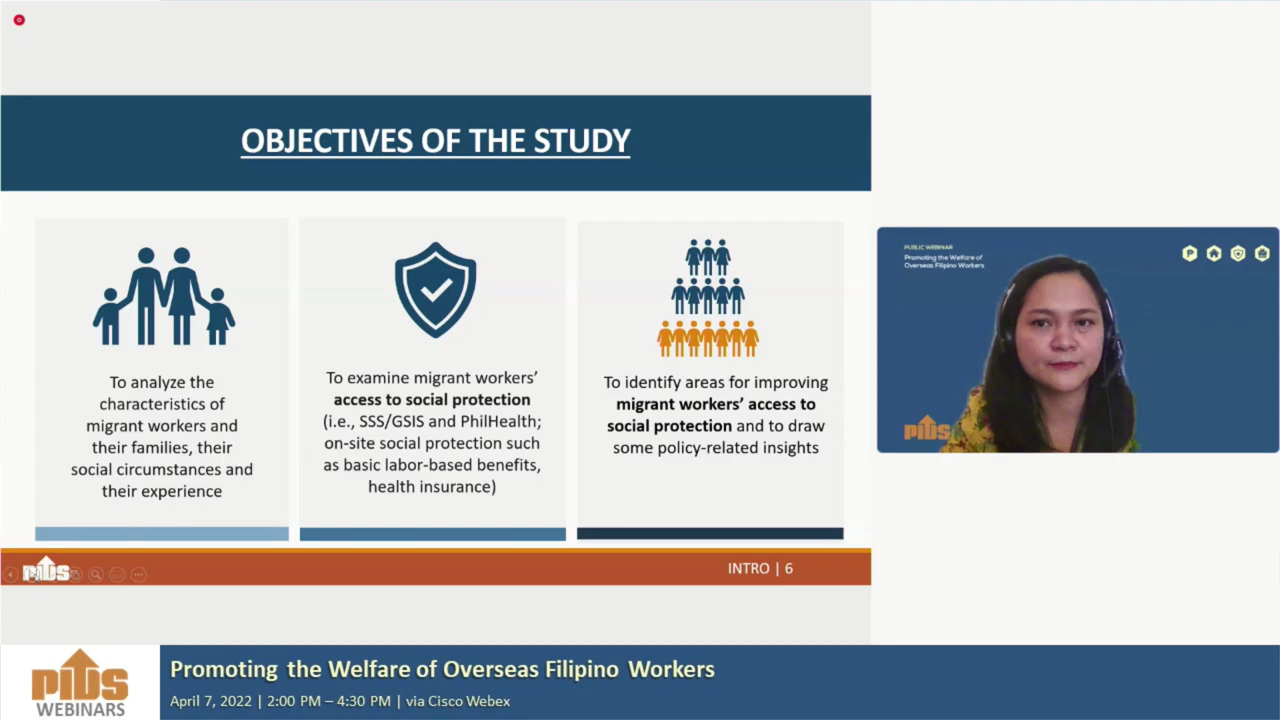 OBJECTIVES OF THE STUDY
To analyze the
characteristics of
migrant workers and
their families, their
social circumstances and
their experience
To examine migrant workers’
access to social protection
(i.e., SSS/GSIS and PhilHealth;
on-site social protection such
as basic labor-based benefits,
health insurance)
To identify areas for improving
migrant workers’ access to
social protection and to draw
some policy-related insights
PIDS
INTRO | 6
PUBLIC WEBINAR
Promoting the Welfare of
Overseas Filipino Workers
P
PIDS
PIDS
WEBINARS
Promoting the Welfare of Overseas Filipino Workers
April 7, 2022 | 2:00 PM – 4:30 PM | via Cisco Webex